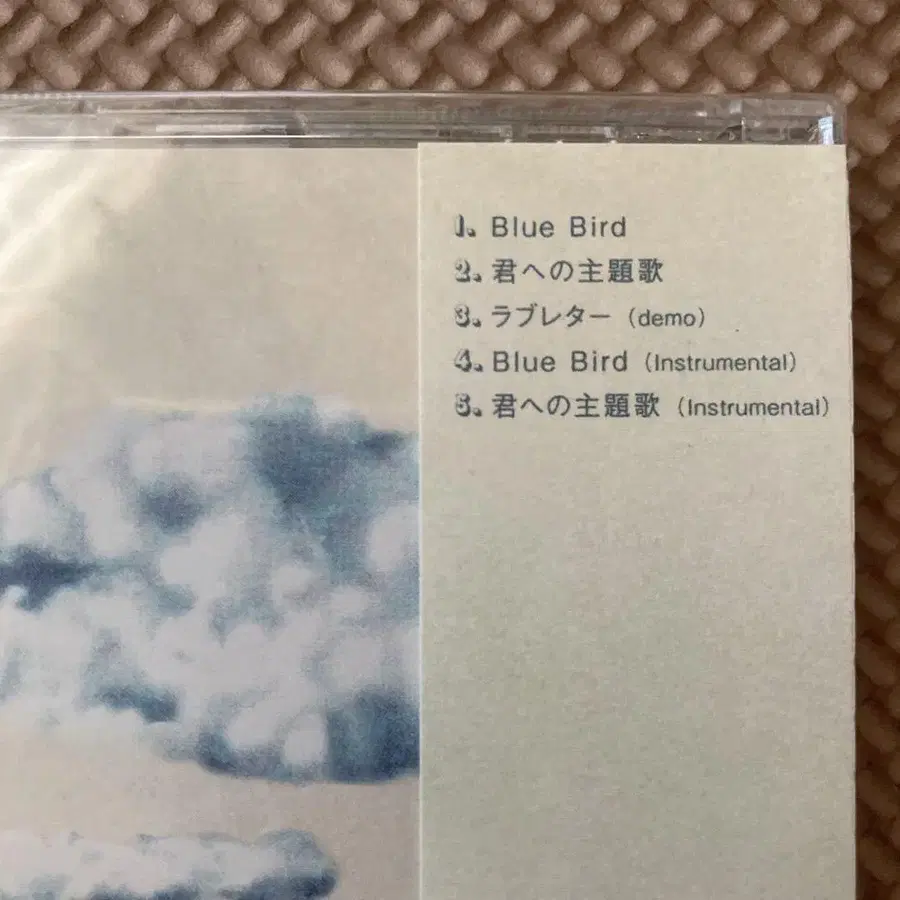 1. Blue Bird
2. 君への主題歌
3. ラブレター (demo)
4. Blue Bird (Instrumental)
5. 君への主題歌 (Instrumental)